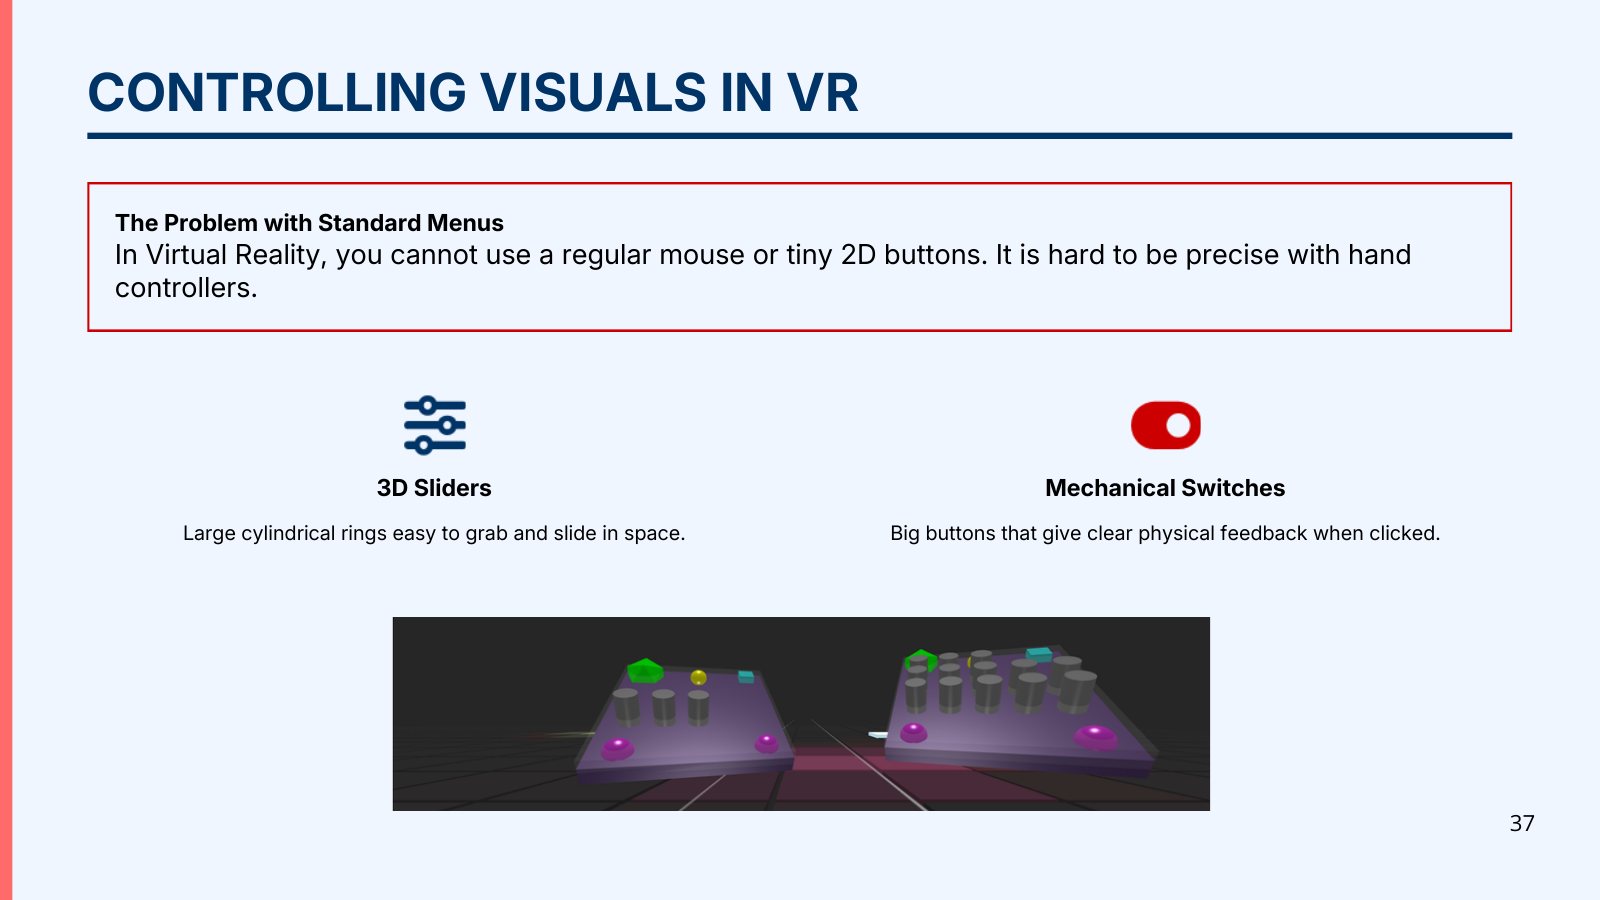 CONTROLLING VISUALS IN VR
The Problem with Standard Menus
In Virtual Reality, you cannot use a regular mouse or tiny 2D buttons. It is hard to be precise with hand
controllers.
3D Sliders
Large cylindrical rings easy to grab and slide in space.
Mechanical Switches
Big buttons that give clear physical feedback when clicked.
37